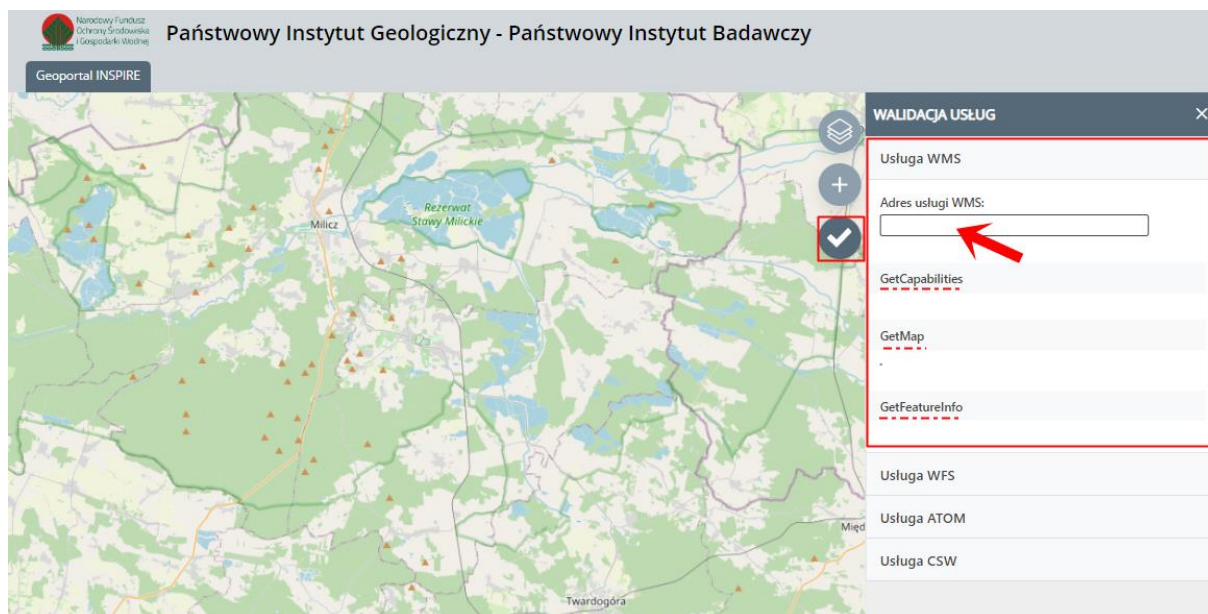 Narodowy Fundusz
Ochrony Środowiska
i Gospodarki Wodnej
Państwowy Instytut Geologiczny - Państwowy Instytut Badawczy
Geoportal INSPIRE
WALIDACJA USŁUG
Usługa WMS
Adres usługi WMS:
Rezerwat
Stawy Milickie
Milicz
GetCapabilities
GetMap
GetFeatureInfo
Usługa WFS
Usługa ATOM
Międ
Usługa CSW
Twardogóra